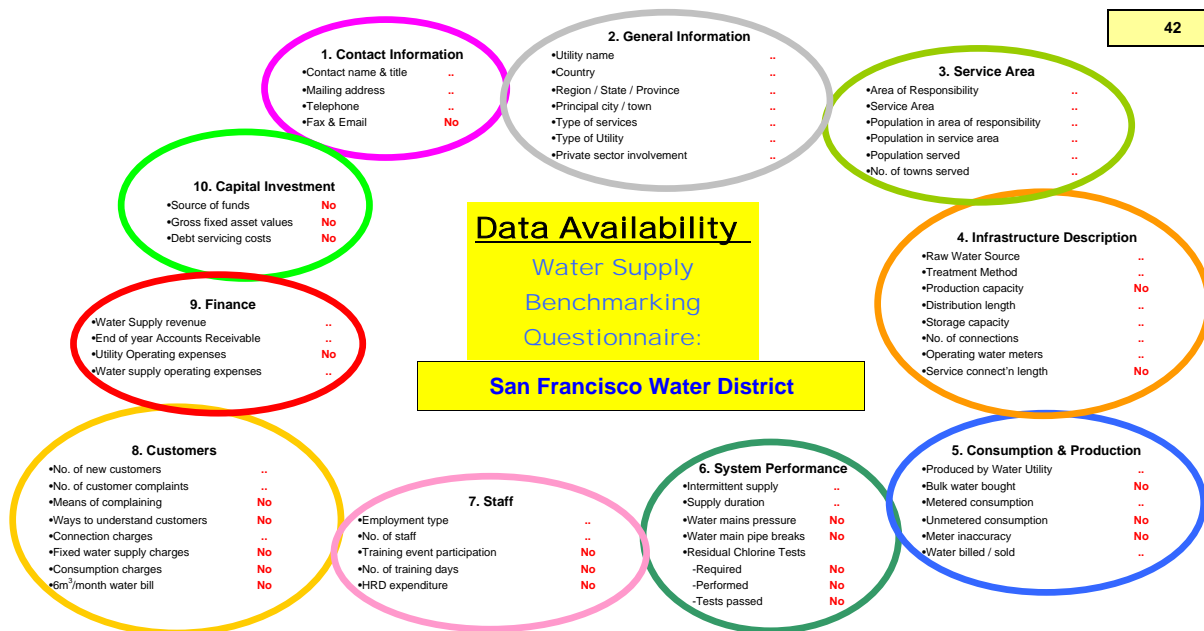 42
1. Contact Information
•Contact name & title ..
•Mailing address ..
•Telephone ..
•Fax & Email No
2. General Information
•Utility name ..
•Country ..
•Region / State / Province ..
•Principal city / town ..
•Type of services ..
•Type of Utility ..
•Private sector involvement ..
3. Service Area
•Area of Responsibility ..
•Service Area ..
•Population in area of responsibility ..
•Population in service area ..
•Population served ..
•No. of towns served ..
10. Capital Investment
•Source of funds No
•Gross fixed asset values No
•Debt servicing costs No
Data Availability
Water Supply
Benchmarking
Questionnaire:
San Francisco Water District
4. Infrastructure Description
•Raw Water Source ..
•Treatment Method ..
•Production capacity No
•Distribution length ..
•Storage capacity ..
•No. of connections ..
•Operating water meters ..
•Service connect'n length No
9. Finance
•Water Supply revenue ..
•End of year Accounts Receivable ..
•Utility Operating expenses No
•Water supply operating expenses ..
8. Customers
•No. of new customers ..
•No. of customer complaints ..
•Means of complaining No
•Ways to understand customers No
•Connection charges ..
•Fixed water supply charges No
•Consumption charges No
•6m³/month water bill No
7. Staff
•Employment type ..
•No. of staff ..
•Training event participation No
•No. of training days No
•HRD expenditure No
6. System Performance
•Intermittent supply ..
•Supply duration ..
•Water mains pressure No
•Water main pipe breaks No
•Residual Chlorine Tests
-Required No
-Performed No
-Tests passed No
5. Consumption & Production
•Produced by Water Utility ..
•Bulk water bought No
•Metered consumption ..
•Unmetered consumption No
•Meter inaccuracy No
•Water billed / sold ..